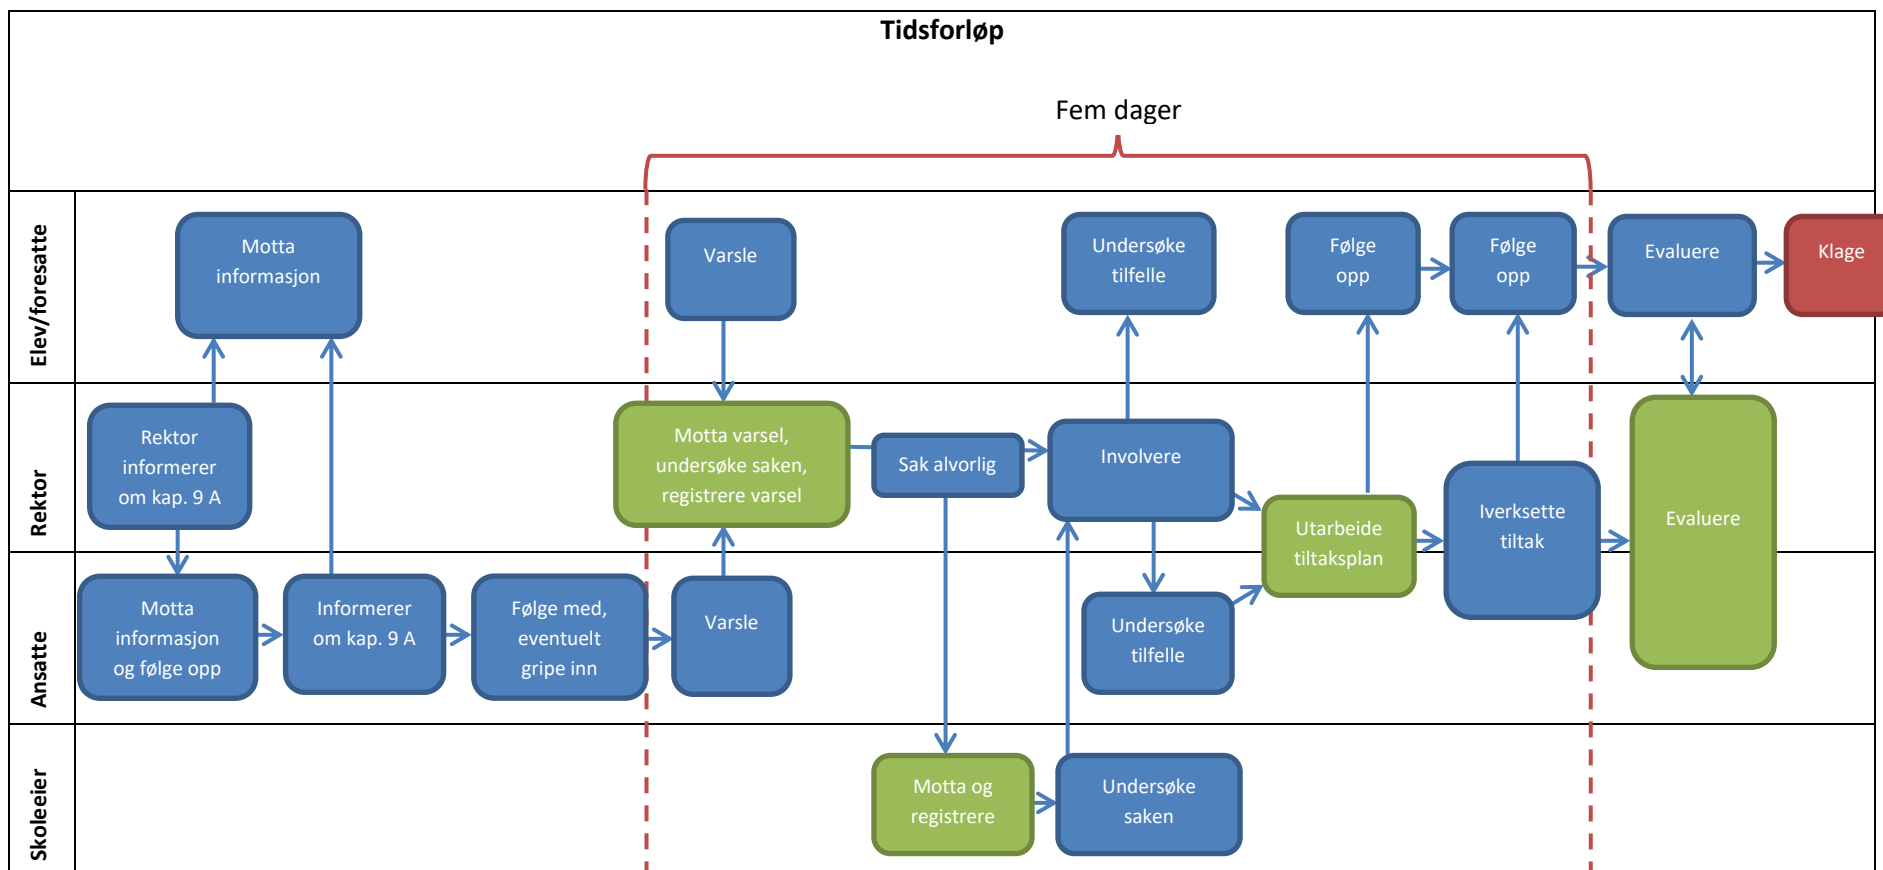 Tidsforløp
Fem dager
Elev/foresatte
Motta
informasjon
Varsle
Undersøke
tilfelle
Følge
opp
Følge
opp
Evaluere
Klage
Rektor
Rektor
informerer
om kap. 9 A
Motta varsel,
undersøke saken,
registrere varsel
Sak alvorlig
Involvere
Utarbeide
tiltaksplan
Iverksette
tiltak
Evaluere
Ansatte
Motta
informasjon
og følge opp
Informerer
om kap. 9 A
Følge med,
eventuelt
gripe inn
Varsle
Undersøke
tilfelle
Skoleeier
Motta og
registrere
Undersøke
saken